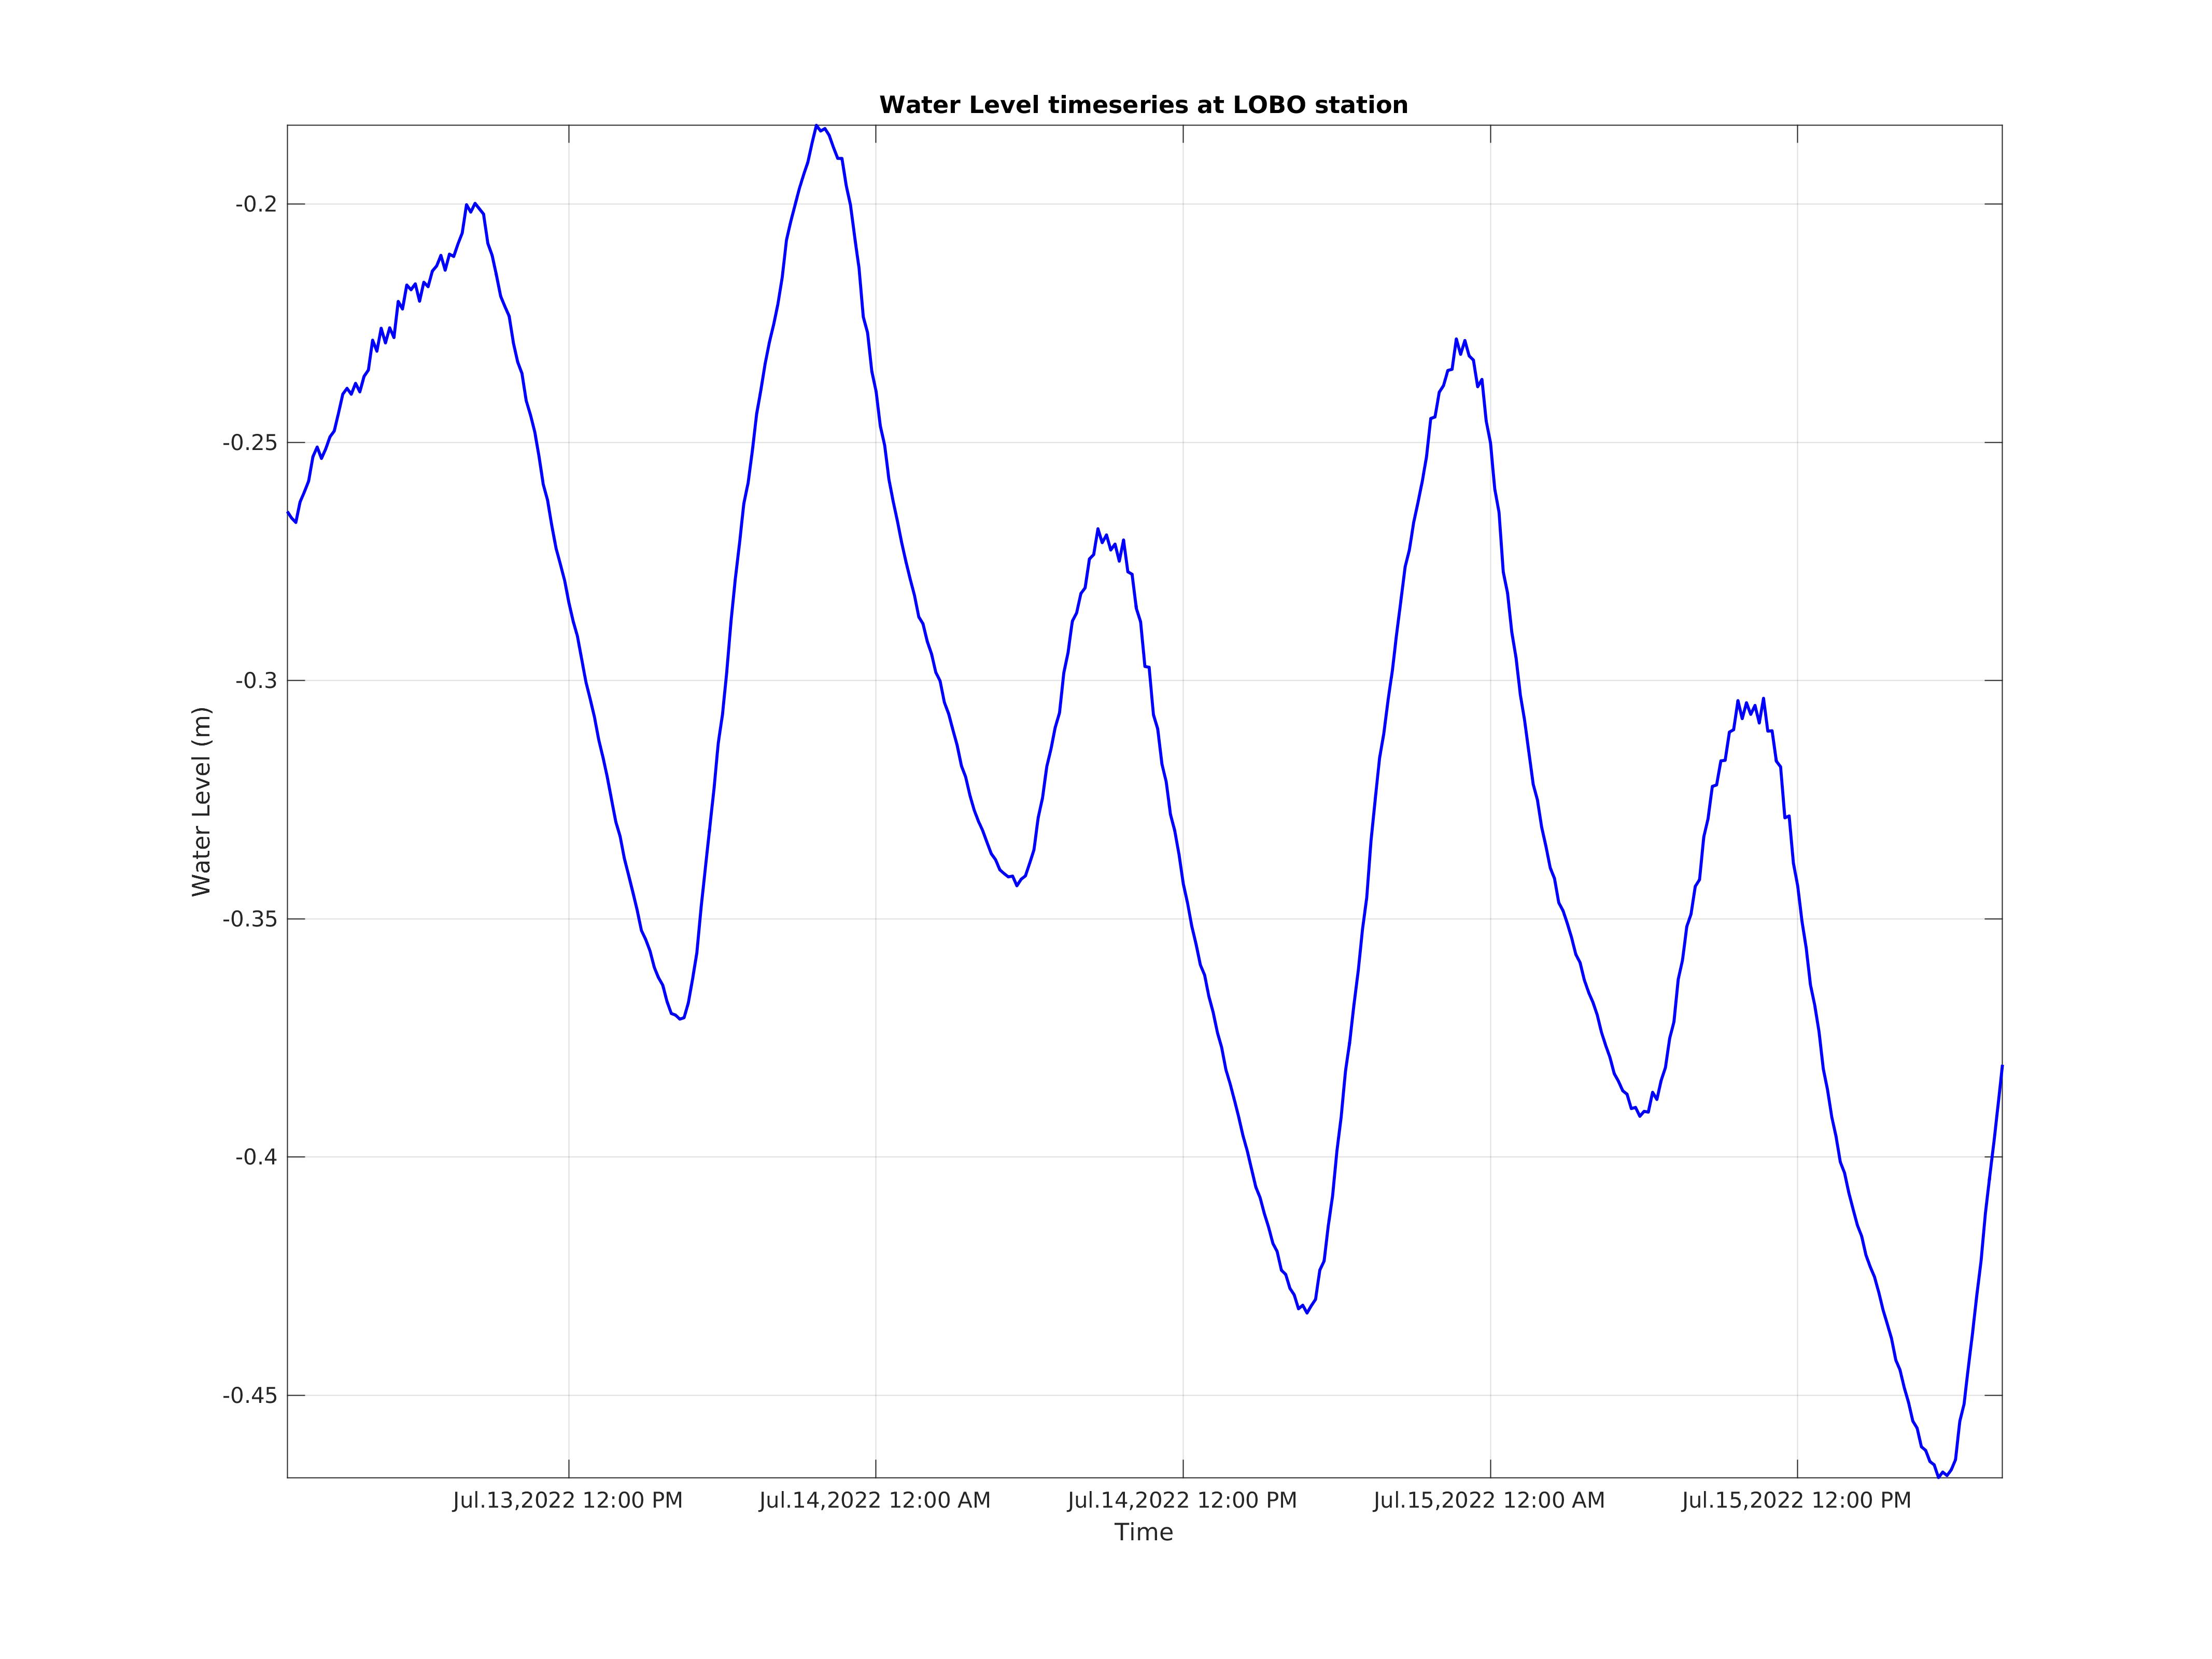 Water Level timeseries at LOBO station
-0.2
-0.25
-0.3
-0.35
-0.4
-0.45
Water Level (m)
Jul.13,2022 12:00 PM
Jul.14,2022 12:00 AM
Jul.14,2022 12:00 PM
Jul.15,2022 12:00 AM
Jul.15,2022 12:00 PM
Time